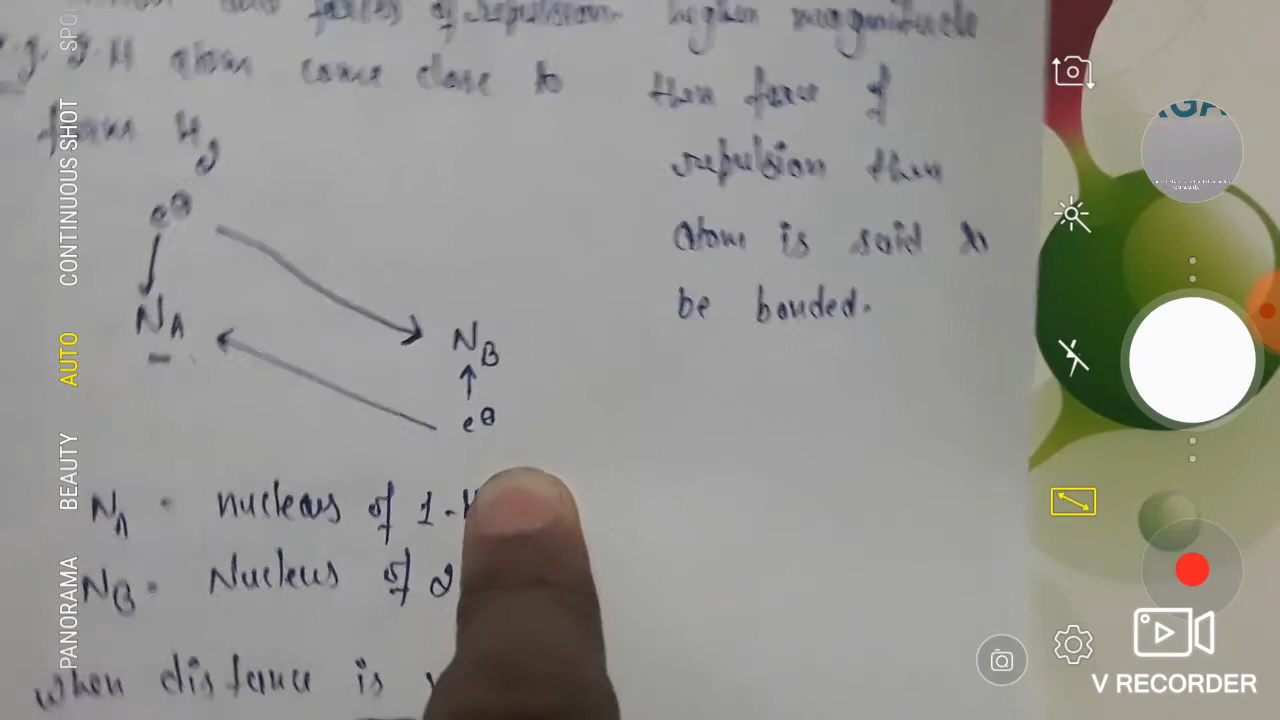 forces of repulsion higher magnitude
e.g. 2-H atom come close to
then force of
form H2
repulsion then
e⊖
atom is said to
NA
NB
be bonded.
e⊖
NA - nucleus of 1-H
NB - Nucleus of 2
when distance is
PANORAMA BEAUTY AUTO CONTINUOUS SHOT SPO
V RECORDER